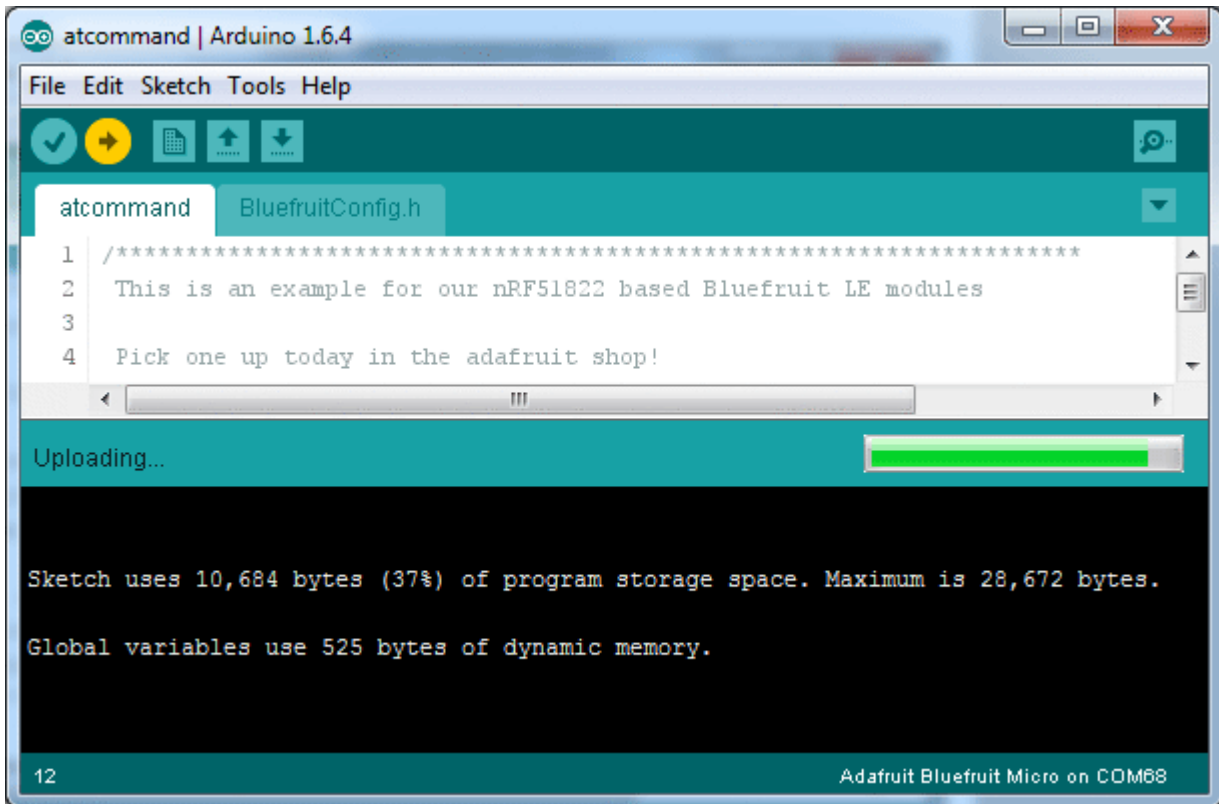 atcommand | Arduino 1.6.4
File Edit Sketch Tools Help
atcommand BluefruitConfig.h
1 /*********************************************************************
2 This is an example for our nRF51822 based Bluefruit LE modules
3
4 Pick one up today in the adafruit shop!
Uploading...
Sketch uses 10,684 bytes (37%) of program storage space. Maximum is 28,672 bytes.
Global variables use 525 bytes of dynamic memory.
12 Adafruit Bluefruit Micro on COM68